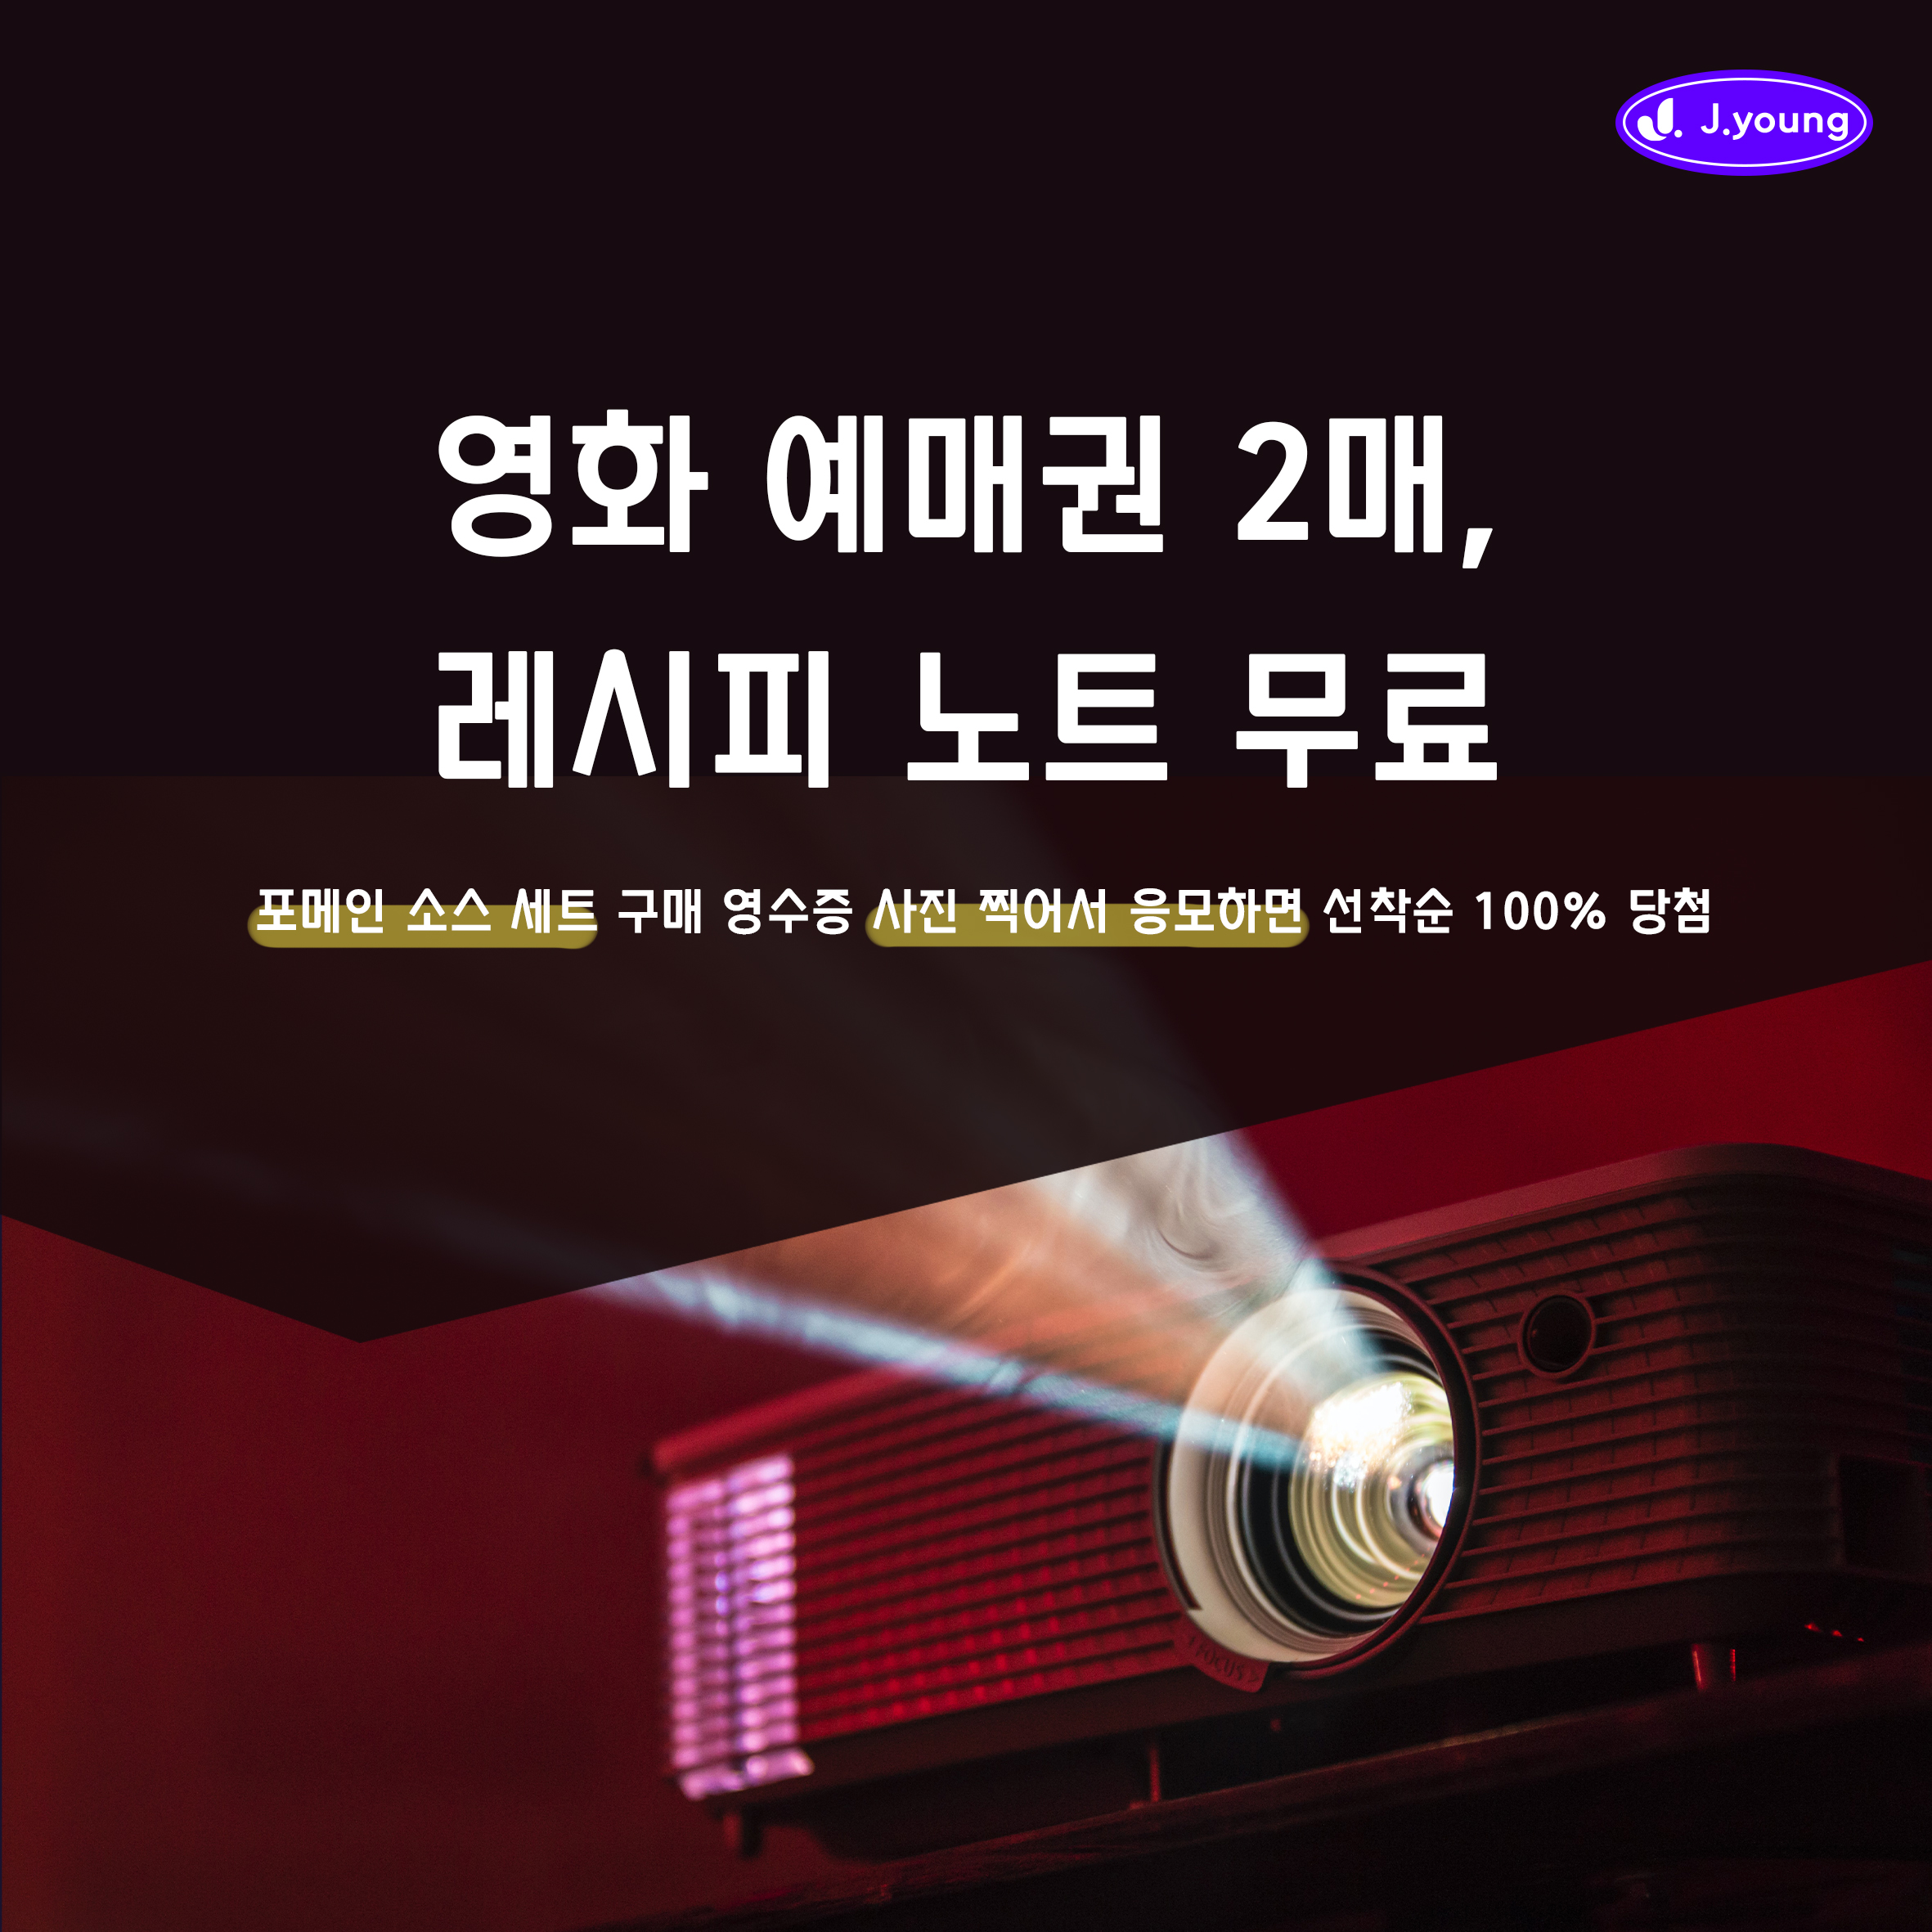 J. J.young
영화 예매권 2매,
레시피 노트 무료
포메인 소스 세트 구매 영수증 사진 찍어서 응모하면 선착순 100% 당첨
FOCUS